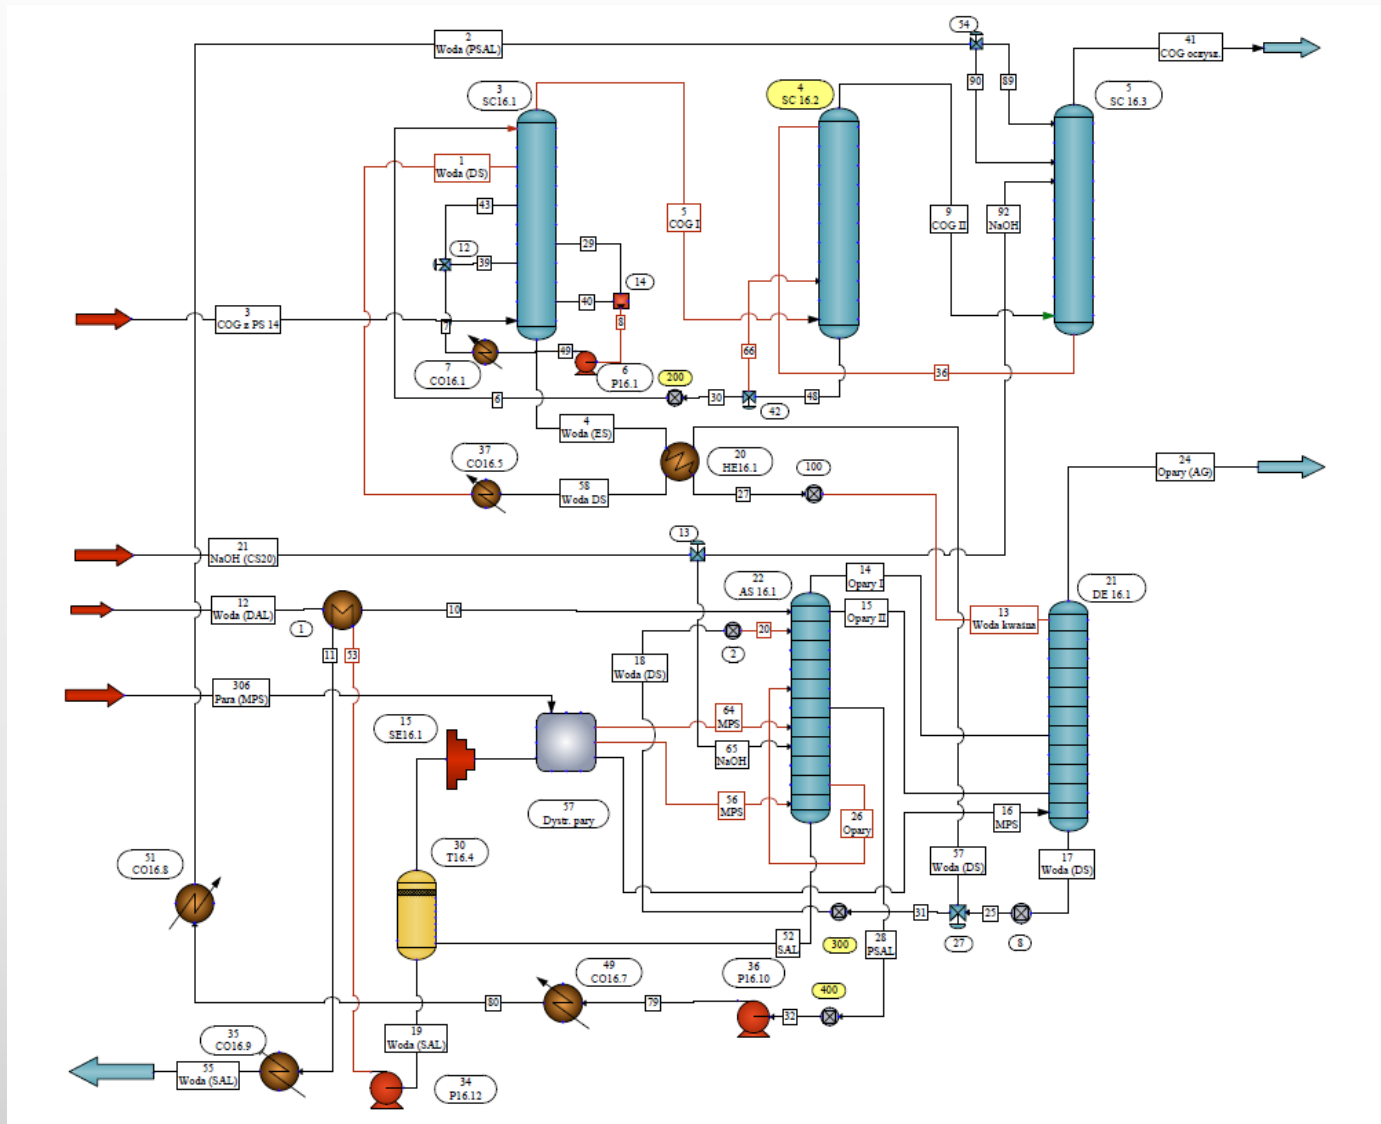 54
2
Woda (PSAL)
41
COG oczysz.
90
89
3
SC16.1
4
SC 16.2
5
SC 16.3
1
Woda (DS)
43
5
COG I
9
COG II
92
NaOH
12
39
29
14
40
3
COG z PS 14
7
8
49
7
CO16.1
6
P16.1
66
36
200
6
30
42
48
4
Woda (ES)
37
CO16.5
20
HE16.1
100
24
Opary (AG)
58
Woda DS
27
13
21
NaOH (CS20)
22
AS 16.1
14
Opary I
21
DE 16.1
12
Woda (DAL)
1
10
15
Opary II
13
Woda kwaśna
11
53
20
2
18
Woda (DS)
306
Para (MPS)
64
MPS
15
SE16.1
65
NaOH
57
Dystr. pary
56
MPS
26
Opary
16
MPS
30
T16.4
51
CO16.8
57
Woda (DS)
17
Woda (DS)
31
25
300
27
8
52
SAL
28
PSAL
49
CO16.7
36
P16.10
400
80
79
32
35
CO16.9
19
Woda (SAL)
55
Woda (SAL)
34
P16.12